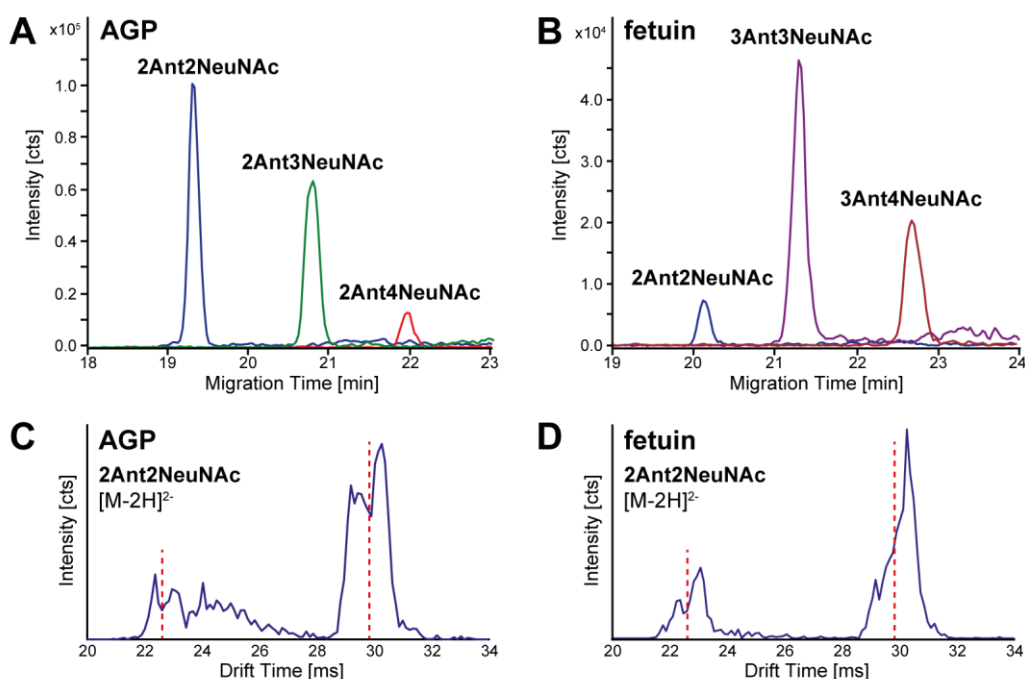 A
AGP
x10⁵
2Ant2NeuNAc
2Ant3NeuNAc
2Ant4NeuNAc
Intensity [cts]
1.0
0.8
0.6
0.4
0.2
0.0
18 19 20 21 22 23
Migration Time [min]
B
fetuin
x10⁴
3Ant3NeuNAc
3Ant4NeuNAc
2Ant2NeuNAc
Intensity [cts]
4.0
3.0
2.0
1.0
0.0
19 20 21 22 23 24
Migration Time [min]
C
AGP
2Ant2NeuNAc
[M-2H]²⁻
Intensity [cts]
20 22 24 26 28 30 32 34
Drift Time [ms]
D
fetuin
2Ant2NeuNAc
[M-2H]²⁻
Intensity [cts]
20 22 24 26 28 30 32 34
Drift Time [ms]